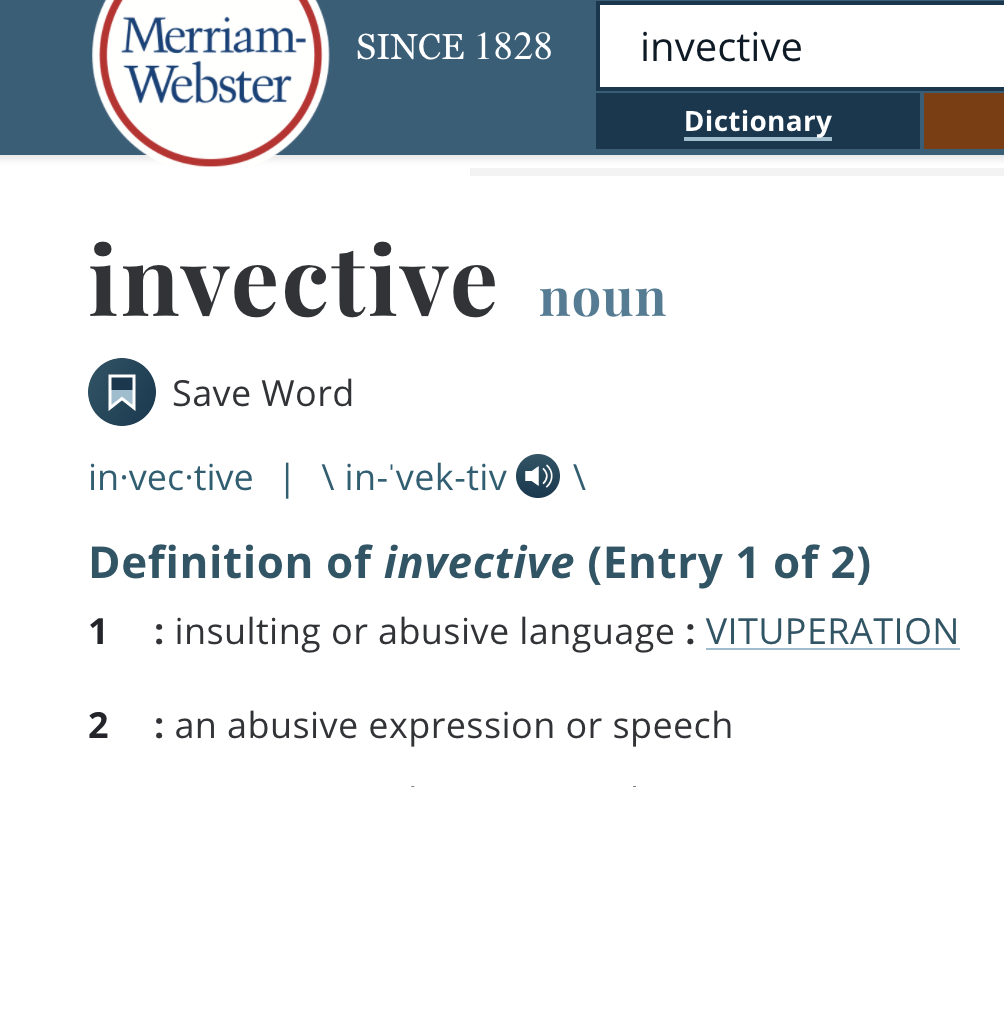 Merriam-
Webster
SINCE 1828
invective
Dictionary
invective noun
Save Word
in·vec·tive | \ in-ˈvek-tiv \
Definition of invective (Entry 1 of 2)
1 : insulting or abusive language : VITUPERATION
2 : an abusive expression or speech